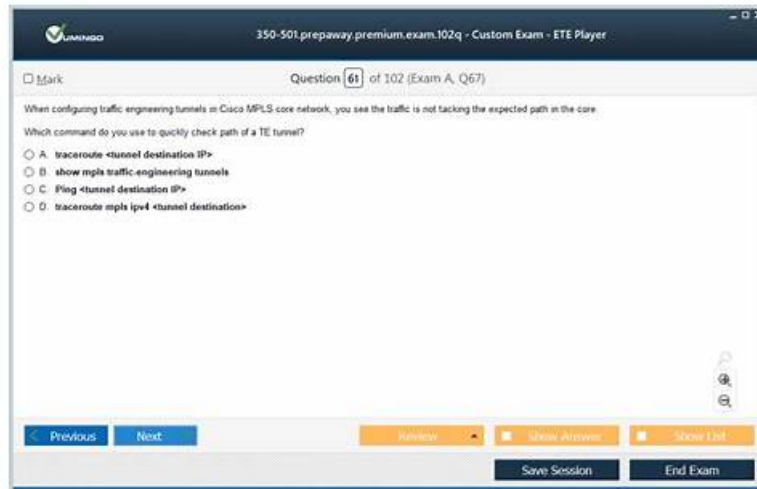 VUMINGO
350-501.prepaway.premium.exam.102q - Custom Exam - ETE Player
Mark
Question 61 of 102 (Exam A, Q67)
When configuring traffic engineering tunnels in Cisco MPLS core network, you see the traffic is not tacking the expected path in the core.
Which command do you use to quickly check path of a TE tunnel?
A. traceroute <tunnel destination IP>
B. show mpls traffic-engineering tunnels
C. Ping <tunnel destination IP>
D. traceroute mpls ipv4 <tunnel destination>
Previous Next Review Show Answer Show List
Save Session End Exam